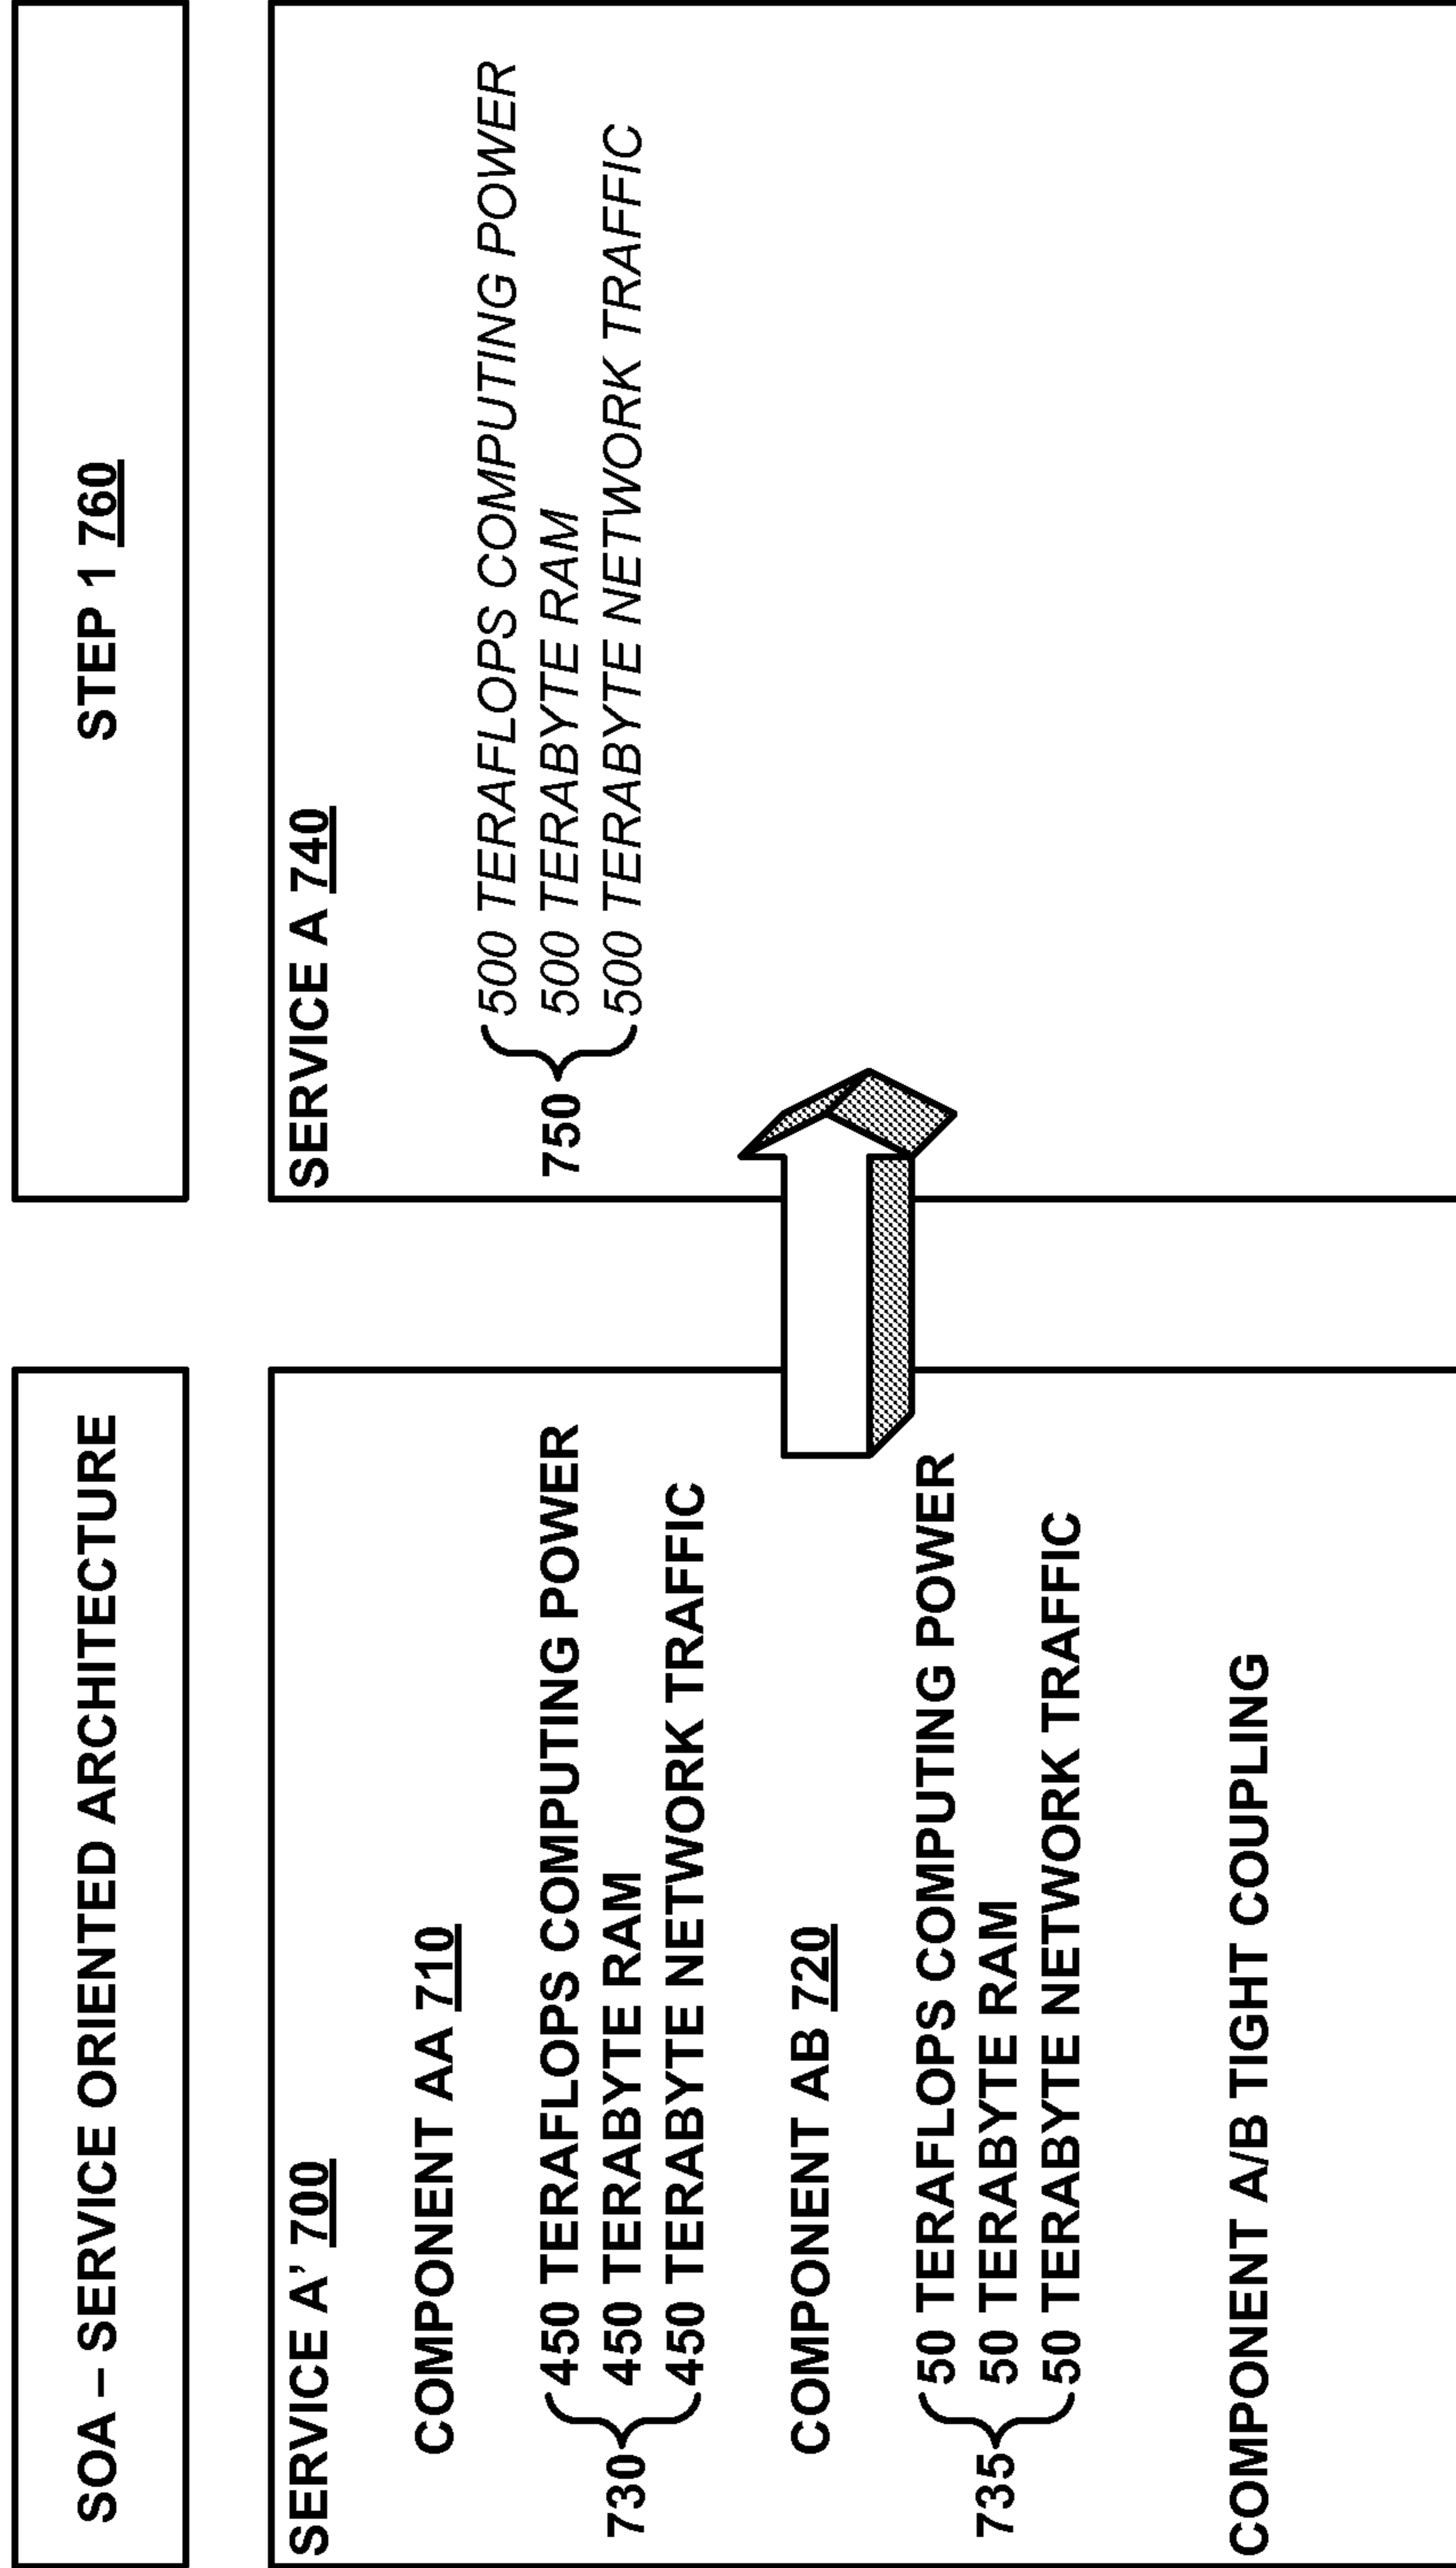 SOA – SERVICE ORIENTED ARCHITECTURE
SERVICE A' 700
COMPONENT AA 710
730
450 TERAFLOPS COMPUTING POWER
450 TERABYTE RAM
450 TERABYTE NETWORK TRAFFIC
COMPONENT AB 720
735
50 TERAFLOPS COMPUTING POWER
50 TERABYTE RAM
50 TERABYTE NETWORK TRAFFIC
COMPONENT A/B TIGHT COUPLING
STEP 1 760
SERVICE A 740
750
500 TERAFLOPS COMPUTING POWER
500 TERABYTE RAM
500 TERABYTE NETWORK TRAFFIC